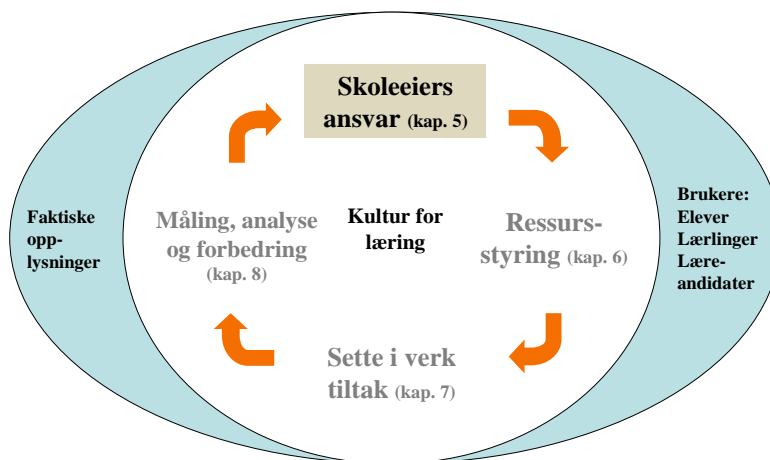 Skoleeiers
ansvar (kap. 5)
Faktiske
opp-
lysninger
Måling, analyse
og forbedring
(kap. 8)
Kultur for
læring
Ressurs-
styring (kap. 6)
Brukere:
Elever
Lærlinger
Lære-
andidater
Sette i verk
tiltak (kap. 7)